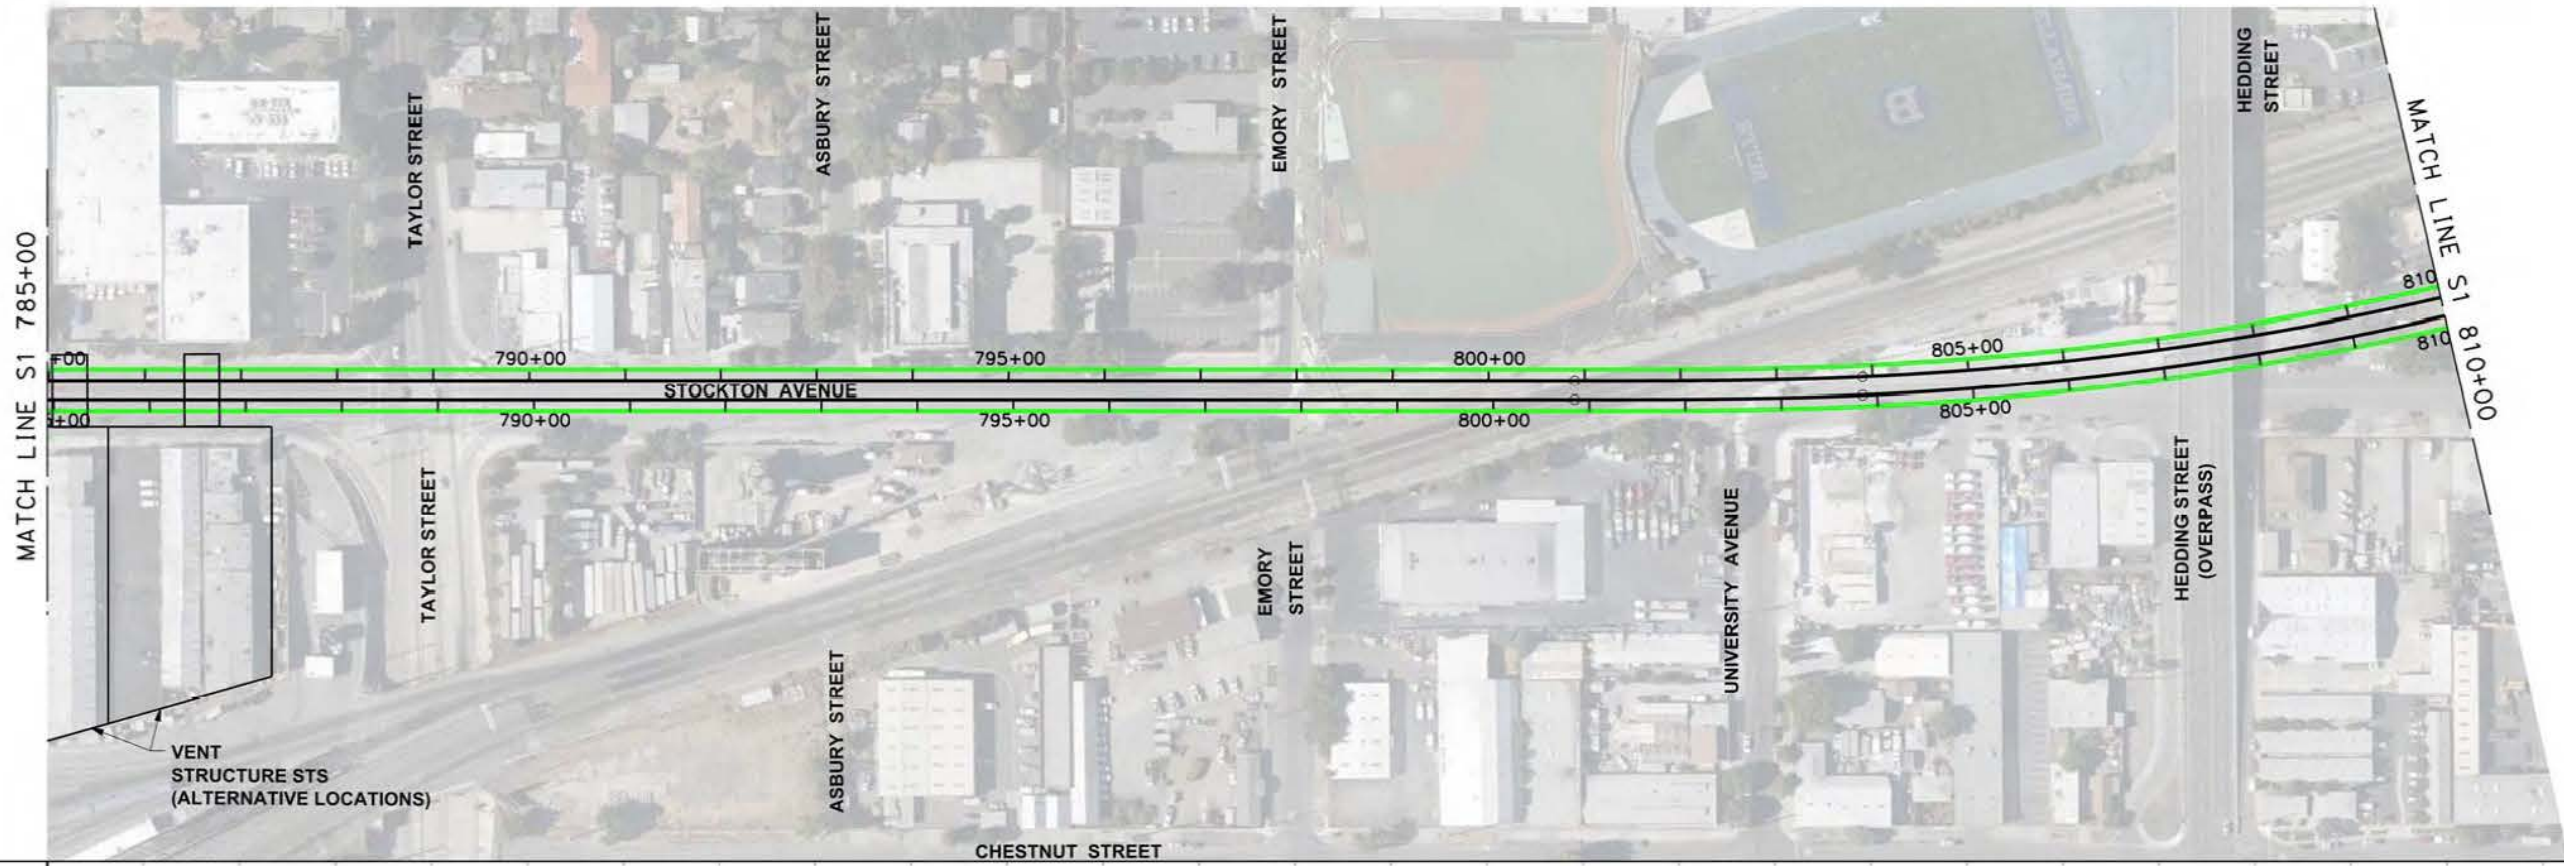 ASBURY STREET
EMORY STREET
HEDDING
STREET
TAYLOR STREET
MATCH LINE S1 785+00
MATCH LINE S1 810+00
+00
790+00
795+00
800+00
805+00
810
STOCKTON AVENUE
+00
790+00
795+00
800+00
805+00
810
TAYLOR STREET
ASBURY STREET
EMORY
STREET
UNIVERSITY AVENUE
HEDDING STREET
(OVERPASS)
VENT
STRUCTURE STS
(ALTERNATIVE LOCATIONS)
CHESTNUT STREET